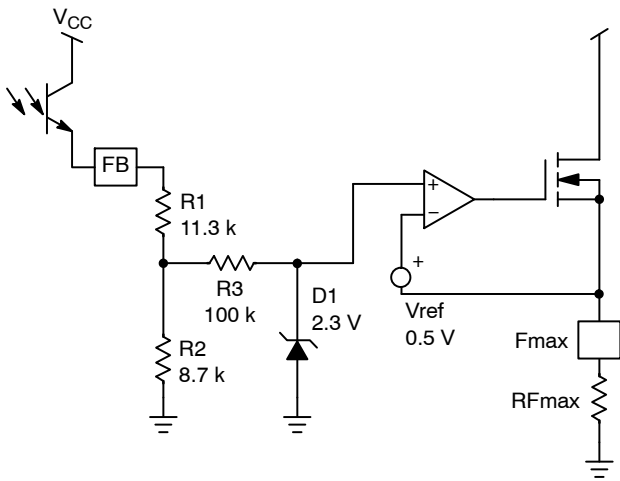 VCC
FB
R1
11.3 k
R3
100 k
R2
8.7 k
D1
2.3 V
+
−
+
Vref
0.5 V
Fmax
RFmax